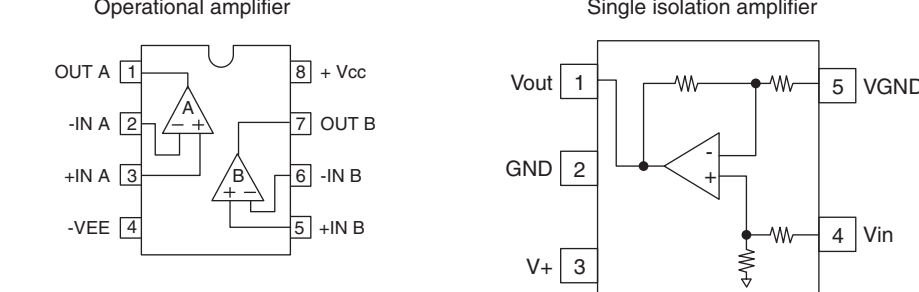 Operational amplifier
OUT A 1
-IN A 2
+IN A 3
-VEE 4
8 + Vcc
7 OUT B
6 -IN B
5 +IN B
A
− +
B
+ −
Single isolation amplifier
Vout 1
GND 2
V+ 3
5 VGND
4 Vin
-
+